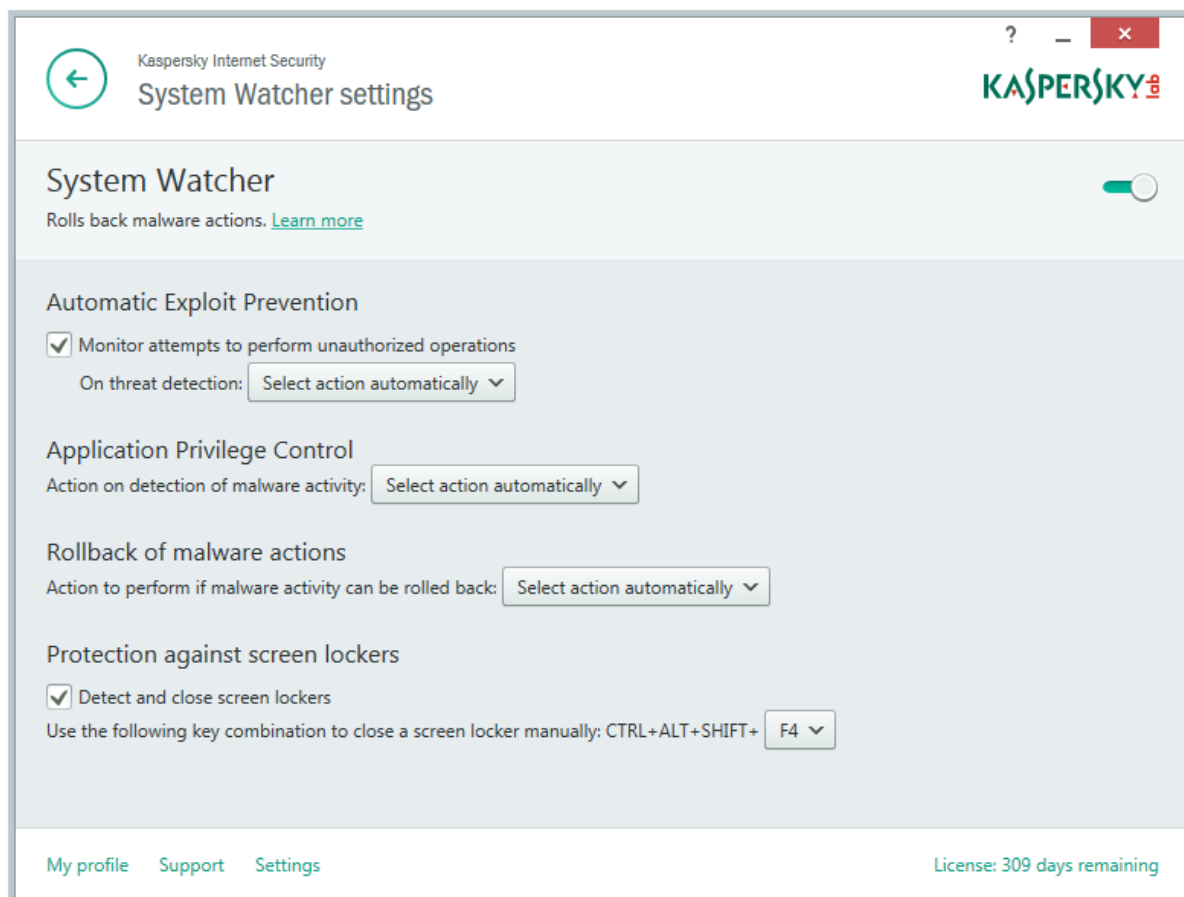 ?
Kaspersky Internet Security
System Watcher settings
KASPERSKY lab
System Watcher
Rolls back malware actions. Learn more
Automatic Exploit Prevention
Monitor attempts to perform unauthorized operations
On threat detection: Select action automatically
Application Privilege Control
Action on detection of malware activity: Select action automatically
Rollback of malware actions
Action to perform if malware activity can be rolled back: Select action automatically
Protection against screen lockers
Detect and close screen lockers
Use the following key combination to close a screen locker manually: CTRL+ALT+SHIFT+ F4
My profile Support Settings License: 309 days remaining